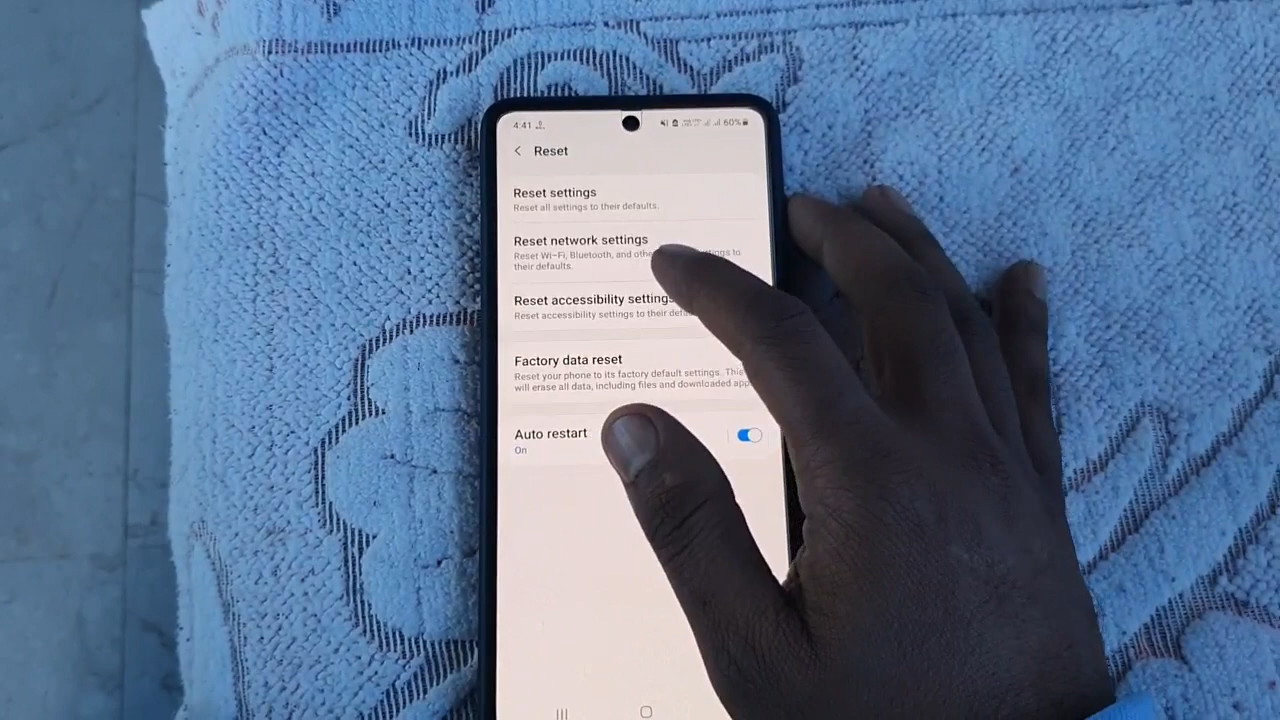 4:41
60%
Reset
Reset settings
Reset all settings to their defaults.
Reset network settings
Reset Wi-Fi, Bluetooth, and othe to
their defaults.
Reset accessibility settings
Reset accessibility settings to their
Factory data reset
Reset your phone to its factory default settings. This
will erase all data, including files and downloaded
Auto restart
On